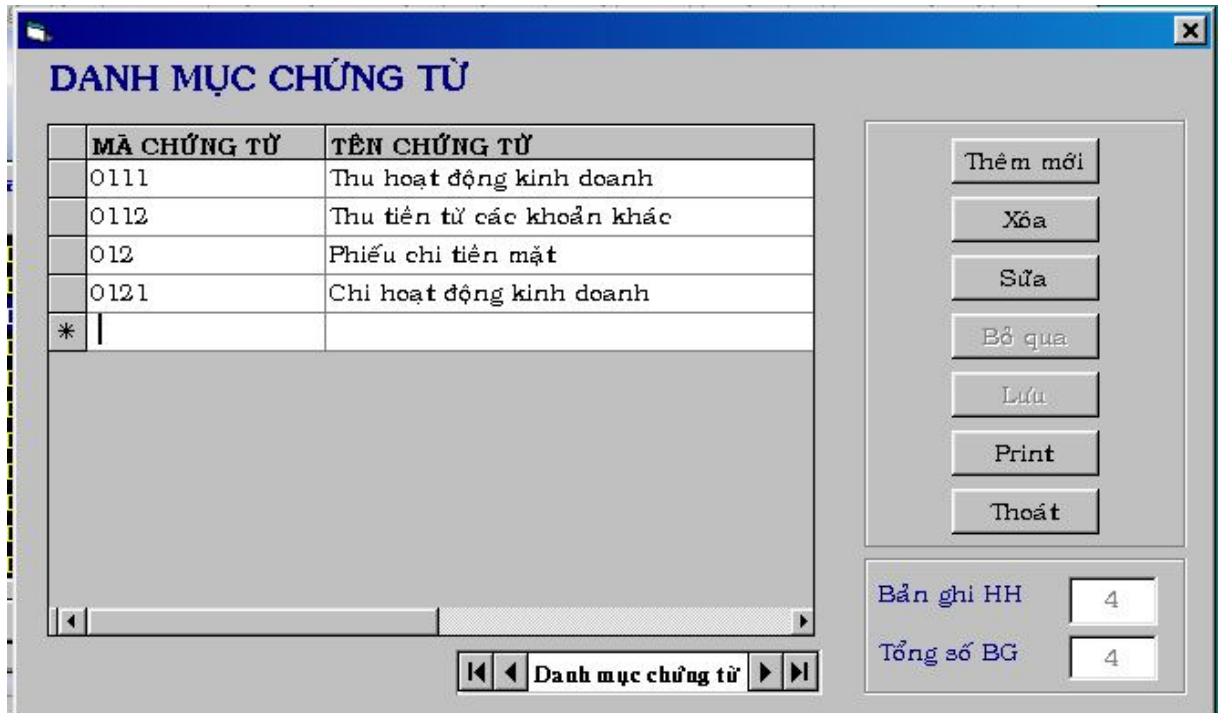 DANH MỤC CHỨNG TỪ
MÃ CHỨNG TỪ TÊN CHỨNG TỪ
0111 Thu hoạt động kinh doanh
0112 Thu tiền từ các khoản khác
012 Phiếu chi tiền mặt
0121 Chi hoạt động kinh doanh
Danh mục chứng từ
Thêm mới
Xóa
Sửa
Bỏ qua
Lưu
Print
Thoát
Bản ghi HH 4
Tổng số BG 4